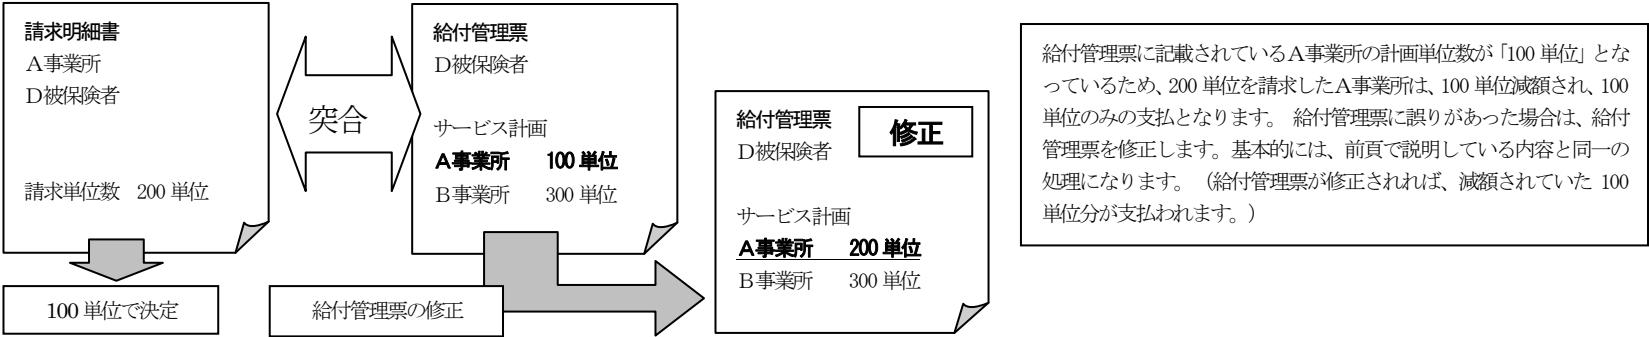 請求明細書
A事業所
D被保険者
請求単位数 200 単位
突合
給付管理票
D被保険者
サービス計画
A事業所 100 単位
B事業所 300 単位
100 単位で決定
給付管理票の修正
給付管理票
修正
D被保険者
サービス計画
A事業所 200 単位
B事業所 300 単位
給付管理票に記載されているA事業所の計画単位数が「100 単位」とな
っているため、200 単位を請求したA事業所は、100 単位減額され、100
単位のみの支払となります。 給付管理票に誤りがあった場合は、給付
管理票を修正します。基本的には、前頁で説明している内容と同一の
処理になります。（給付管理票が修正されれば、減額されていた 100
単位分が支払われます。）